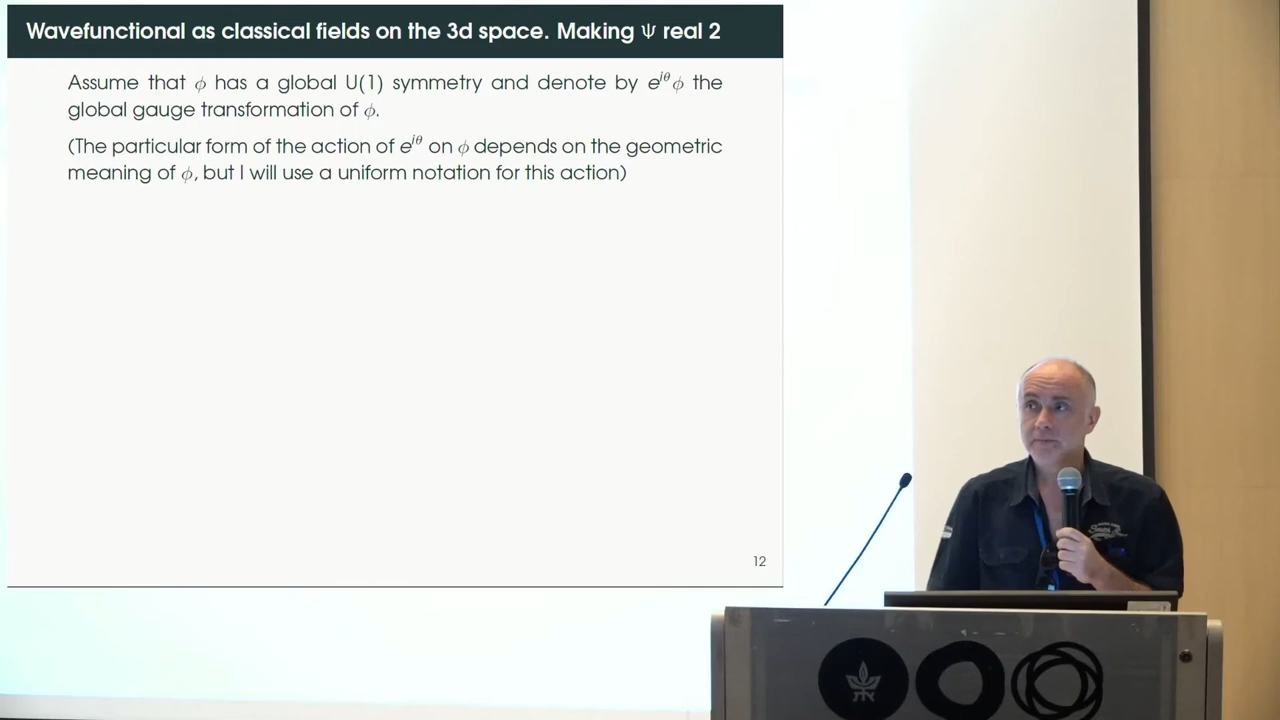 Wavefunctional as classical fields on the 3d space. Making Ψ real 2
Assume that ϕ has a global U(1) symmetry and denote by e^{iθ}ϕ the
global gauge transformation of ϕ.
(The particular form of the action of e^{iθ} on ϕ depends on the geometric
meaning of ϕ, but I will use a uniform notation for this action)
12